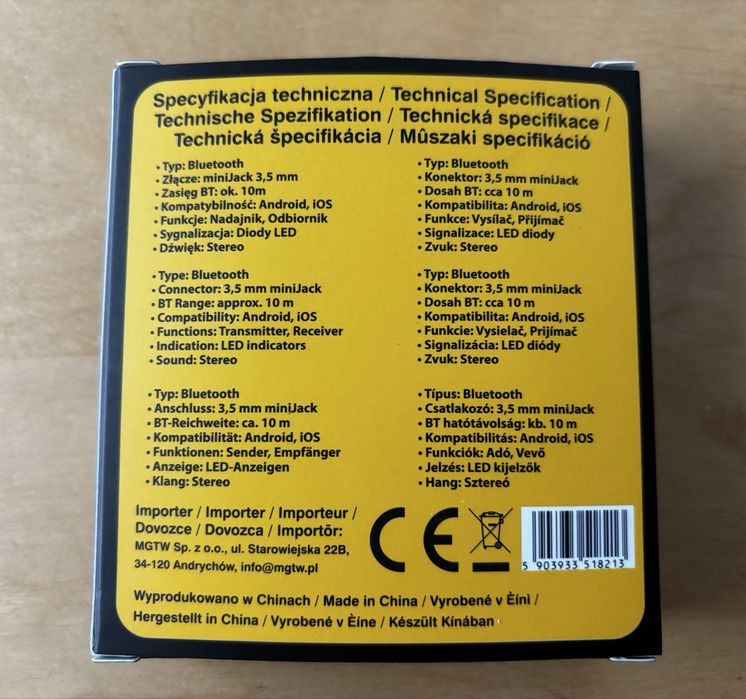 Specyfikacja techniczna / Technical Specification /
Technische Spezifikation / Technická specifikace /
Technická špecifikácia / Mûszaki specifikáció
• Typ: Bluetooth
• Złącze: miniJack 3,5 mm
• Zasięg BT: ok. 10m
• Kompatybilność: Android, iOS
• Funkcje: Nadajnik, Odbiornik
• Sygnalizacja: Diody LED
• Dźwięk: Stereo
• Typ: Bluetooth
• Konektor: 3,5 mm miniJack
• Dosah BT: cca 10 m
• Kompatibilita: Android, iOS
• Funkce: Vysílač, Přijímač
• Signalizace: LED diody
• Zvuk: Stereo
• Type: Bluetooth
• Connector: 3,5 mm miniJack
• BT Range: approx. 10 m
• Compatibility: Android, iOS
• Functions: Transmitter, Receiver
• Indication: LED indicators
• Sound: Stereo
• Typ: Bluetooth
• Konektor: 3,5 mm miniJack
• Dosah BT: cca 10 m
• Kompatibilita: Android, iOS
• Funkcie: Vysielač, Prijímač
• Signalizácia: LED diódy
• Zvuk: Stereo
• Typ: Bluetooth
• Anschluss: 3,5 mm miniJack
• BT-Reichweite: ca. 10 m
• Kompatibilität: Android, iOS
• Funktionen: Sender, Empfänger
• Anzeige: LED-Anzeigen
• Klang: Stereo
• Típus: Bluetooth
• Csatlakozó: 3,5 mm miniJack
• BT hatótávolság: kb. 10 m
• Kompatibilitás: Android, iOS
• Funkciók: Adó, Vevő
• Jelzés: LED kijelzők
• Hang: Sztereó
Importer / Importer / Importeur /
Dovozce / Dovozca / Importőr:
MGTW Sp. z o.o., ul. Starowiejska 22B,
34-120 Andrychów, info@mgtw.pl
CE
5 903933 518213
Wyprodukowano w Chinach / Made in China / Vyrobené v Èínì /
Hergestellt in China / Vyrobené v Èíne / Készült Kínában